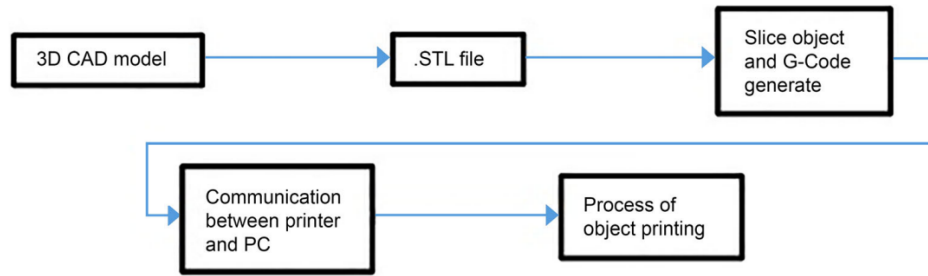 3D CAD model
.STL file
Slice object
and G-Code
generate
Communication
between printer
and PC
Process of
object printing